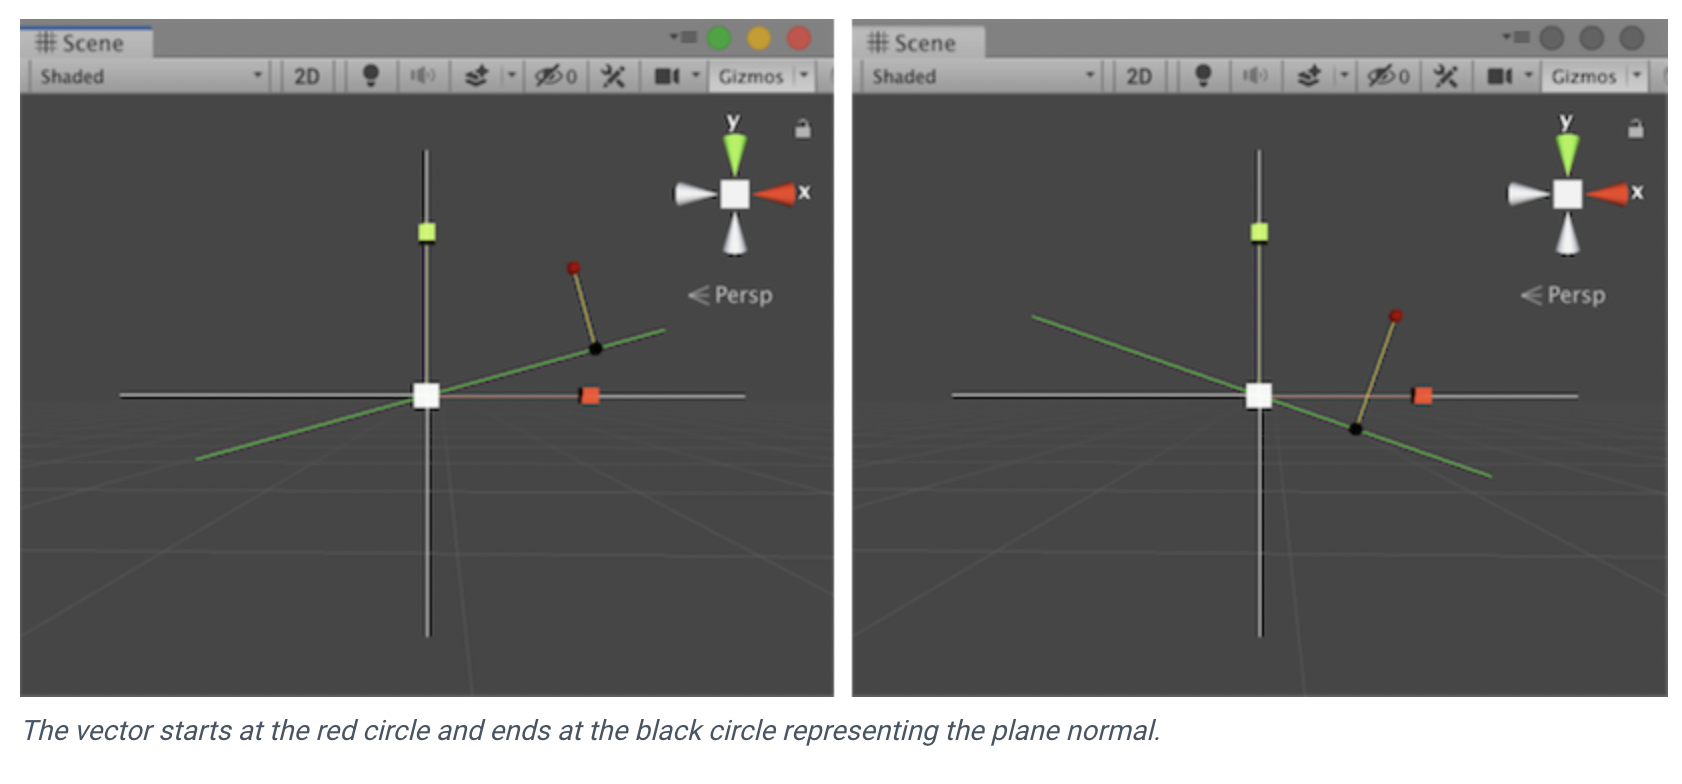 Scene
Shaded 2D 0 Gizmos
y
x
Persp
Scene
Shaded 2D 0 Gizmos
y
x
Persp
The vector starts at the red circle and ends at the black circle representing the plane normal.